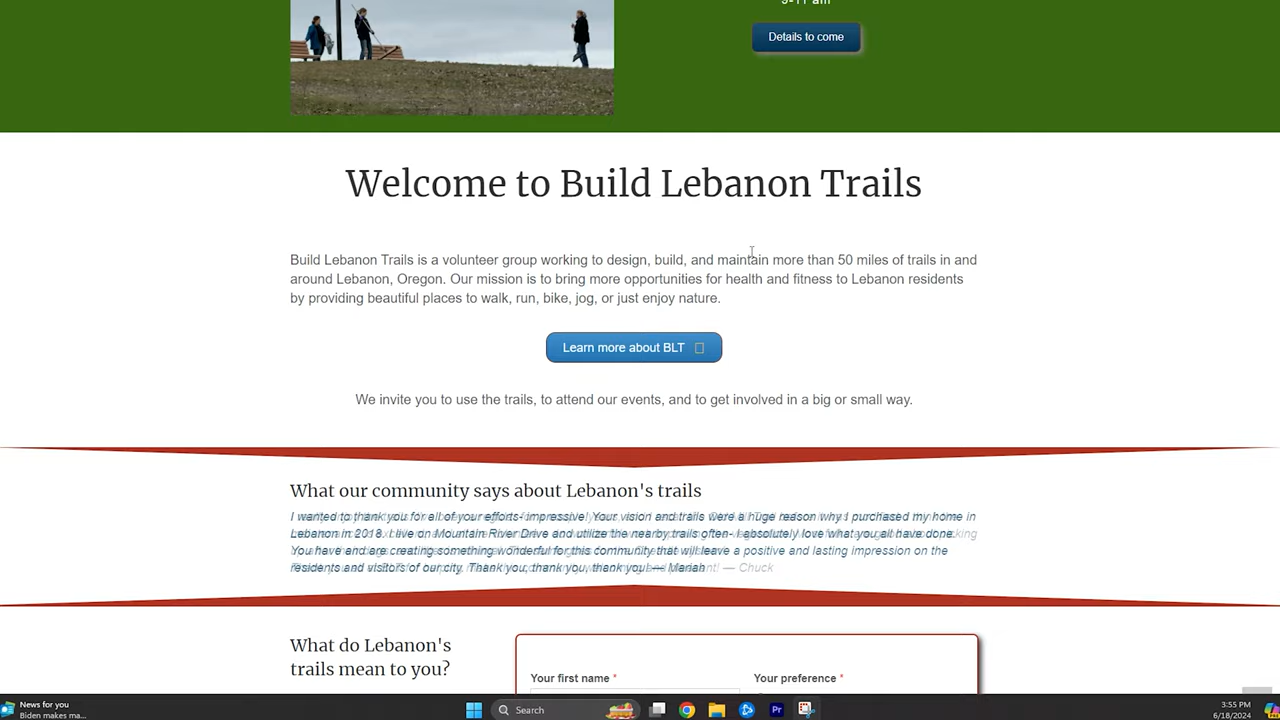 9-11 am
Details to come
Welcome to Build Lebanon Trails
Build Lebanon Trails is a volunteer group working to design, build, and maintain more than 50 miles of trails in and
around Lebanon, Oregon. Our mission is to bring more opportunities for health and fitness to Lebanon residents
by providing beautiful places to walk, run, bike, jog, or just enjoy nature.
Learn more about BLT
We invite you to use the trails, to attend our events, and to get involved in a big or small way.
What our community says about Lebanon's trails
I wanted to thank you for all of your efforts- impressive! Your vision and trails were a huge reason why I purchased my home in
Lebanon in 2018. I live on Mountain River Drive and utilize the nearby trails often- I absolutely love what you all have done.
You have and are creating something wonderful for this community that will leave a positive and lasting impression on the
residents and visitors of our city. Thank you, thank you, thank you — Mariah
— Chuck
What do Lebanon's
trails mean to you?
Your first name *
Your preference *
News for you
Biden makes ma...
Search
Pr
3:55 PM
6/18/2024